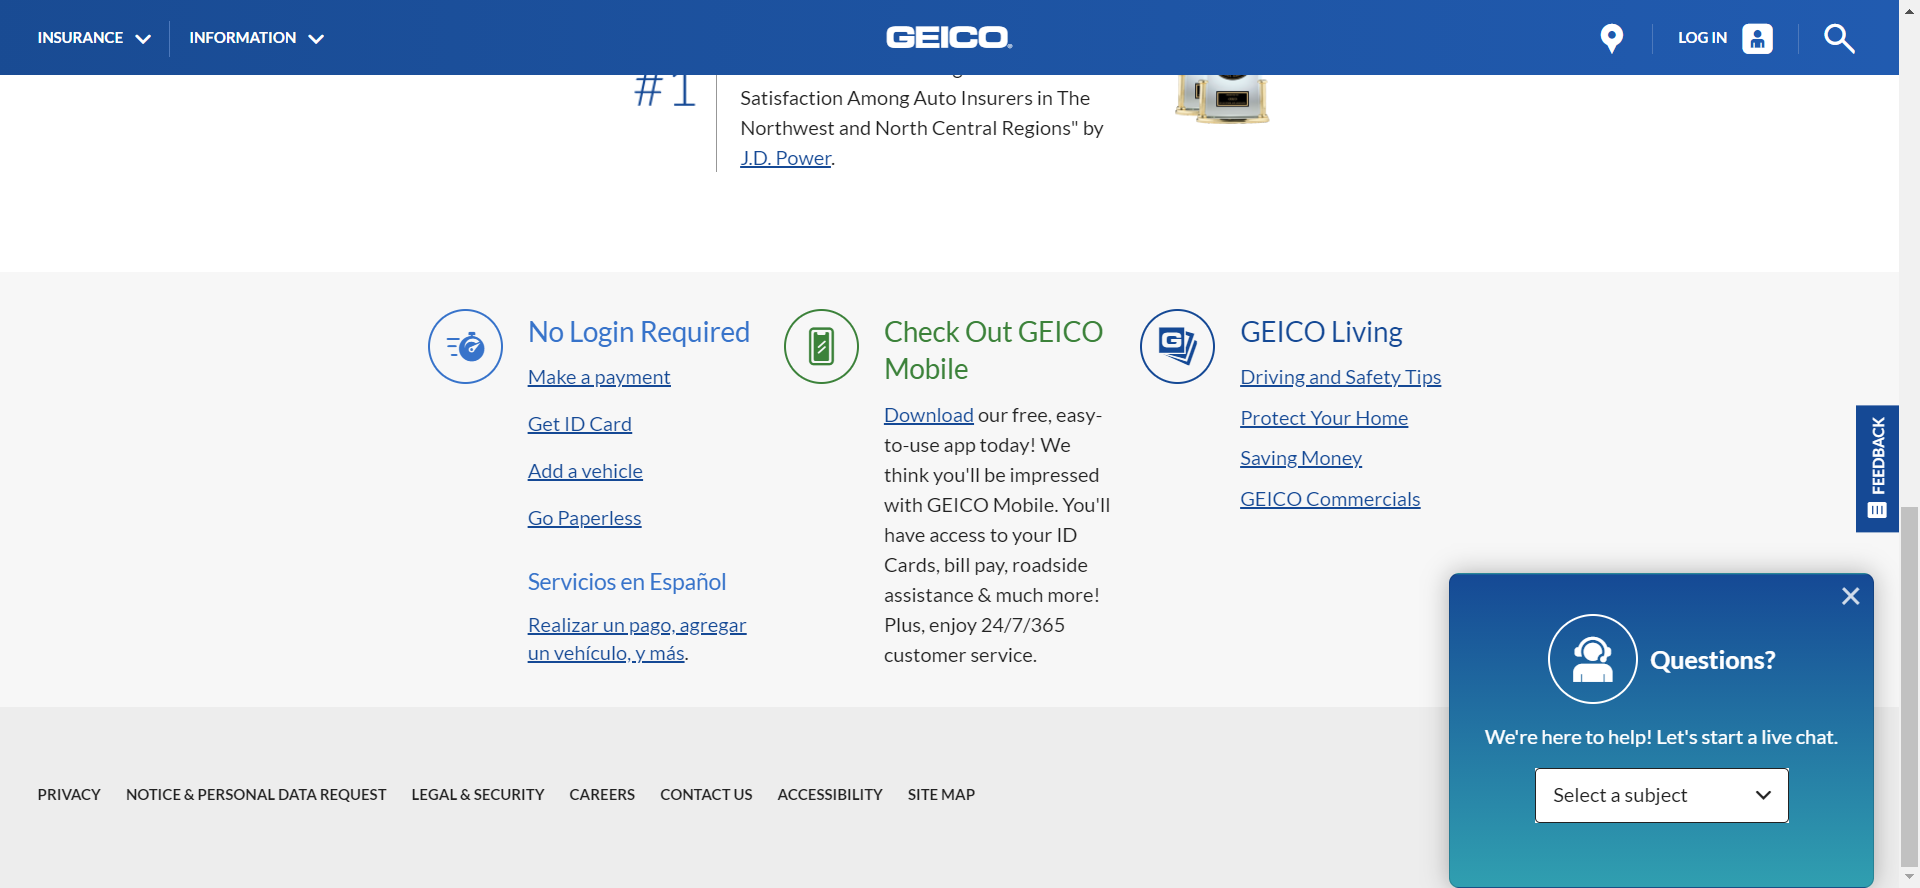 INSURANCE
INFORMATION
GEICO
LOG IN
#1
Satisfaction Among Auto Insurers in The
Northwest and North Central Regions" by
J.D. Power.
No Login Required
Make a payment
Get ID Card
Add a vehicle
Go Paperless
Servicios en Español
Realizar un pago, agregar
un vehículo, y más.
Check Out GEICO
Mobile
Download our free, easy-
to-use app today! We
think you'll be impressed
with GEICO Mobile. You'll
have access to your ID
Cards, bill pay, roadside
assistance & much more!
Plus, enjoy 24/7/365
customer service.
GEICO Living
Driving and Safety Tips
Protect Your Home
Saving Money
GEICO Commercials
FEEDBACK
Questions?
We're here to help! Let's start a live chat.
Select a subject
PRIVACY
NOTICE & PERSONAL DATA REQUEST
LEGAL & SECURITY
CAREERS
CONTACT US
ACCESSIBILITY
SITE MAP